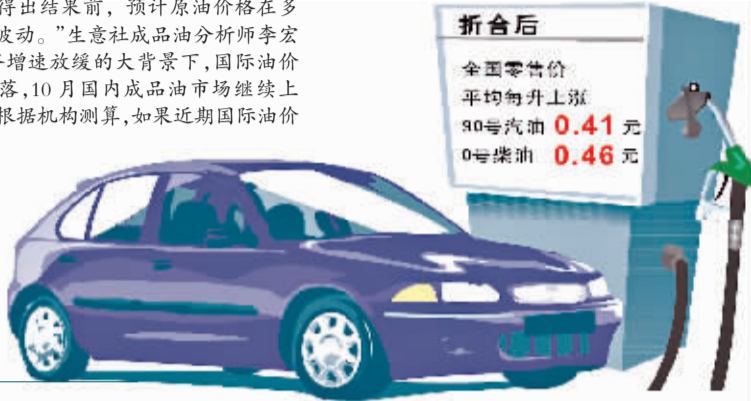 得出结果前，预计原油价格在多
波动。”生意社成品油分析师李宏
增速放缓的大背景下，国际油价
落，10月国内成品油市场继续上
根据机构测算，如果近期国际油价
折合后
全国零售价
平均每升上涨
90号汽油 0.41 元
0号柴油 0.46 元